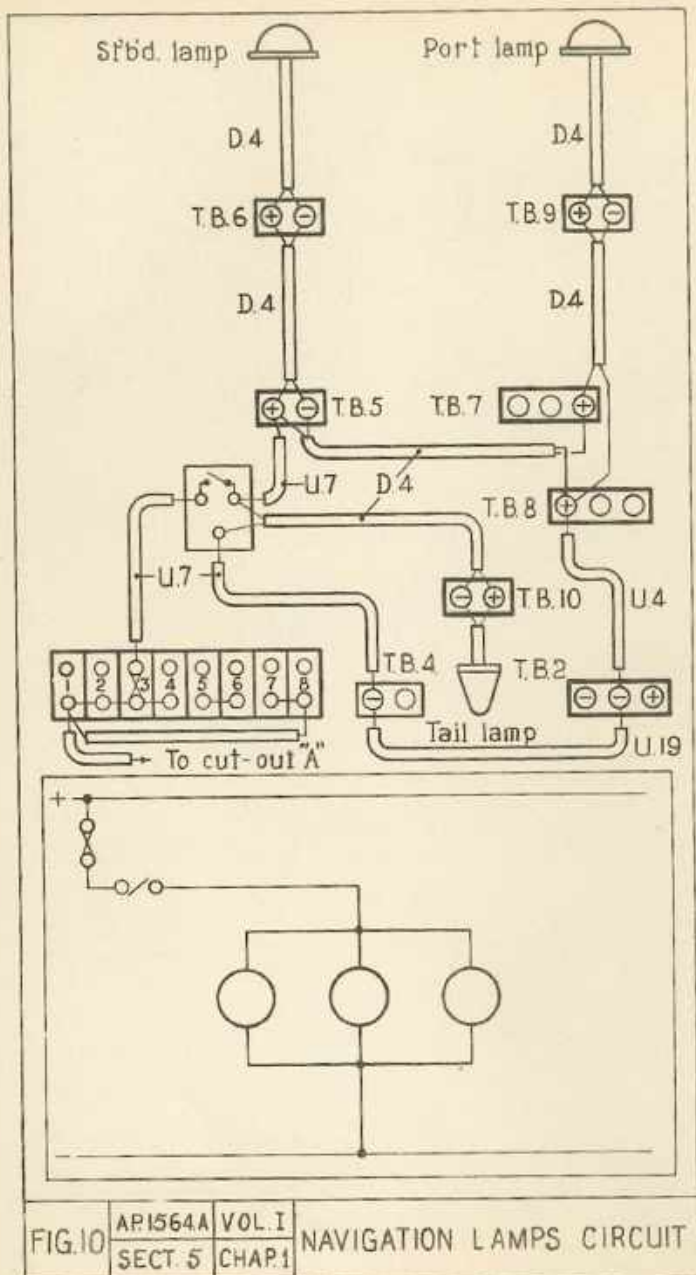 St'b'd. lamp
Port lamp
D.4
D.4
T.B.6 + −
T.B.9 + −
D.4
D.4
+ − T.B.5
T.B.7 +
U.7
D.4
T.B.8 +
U.7
− + T.B.10
U.4
1 2 3 4 5 6 7 8
T.B.4
−
T.B.2
− − +
Tail lamp
U.19
To cut-out "A"
+
−
FIG.10
A.P.1564A VOL. I
SECT. 5 CHAP.1
NAVIGATION LAMPS CIRCUIT